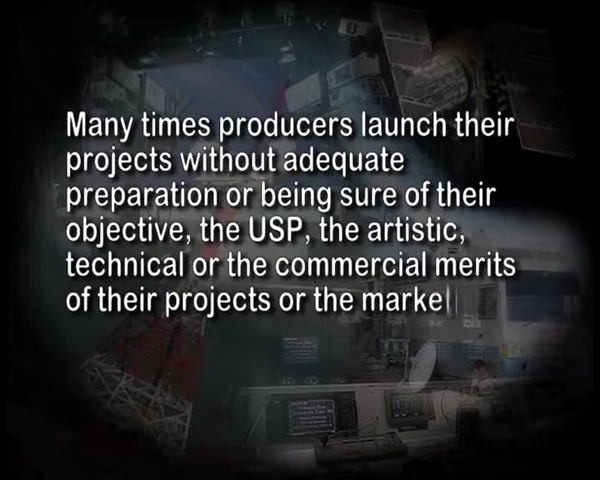 Many times producers launch their
projects without adequate
preparation or being sure of their
objective, the USP, the artistic,
technical or the commercial merits
of their projects or the marke